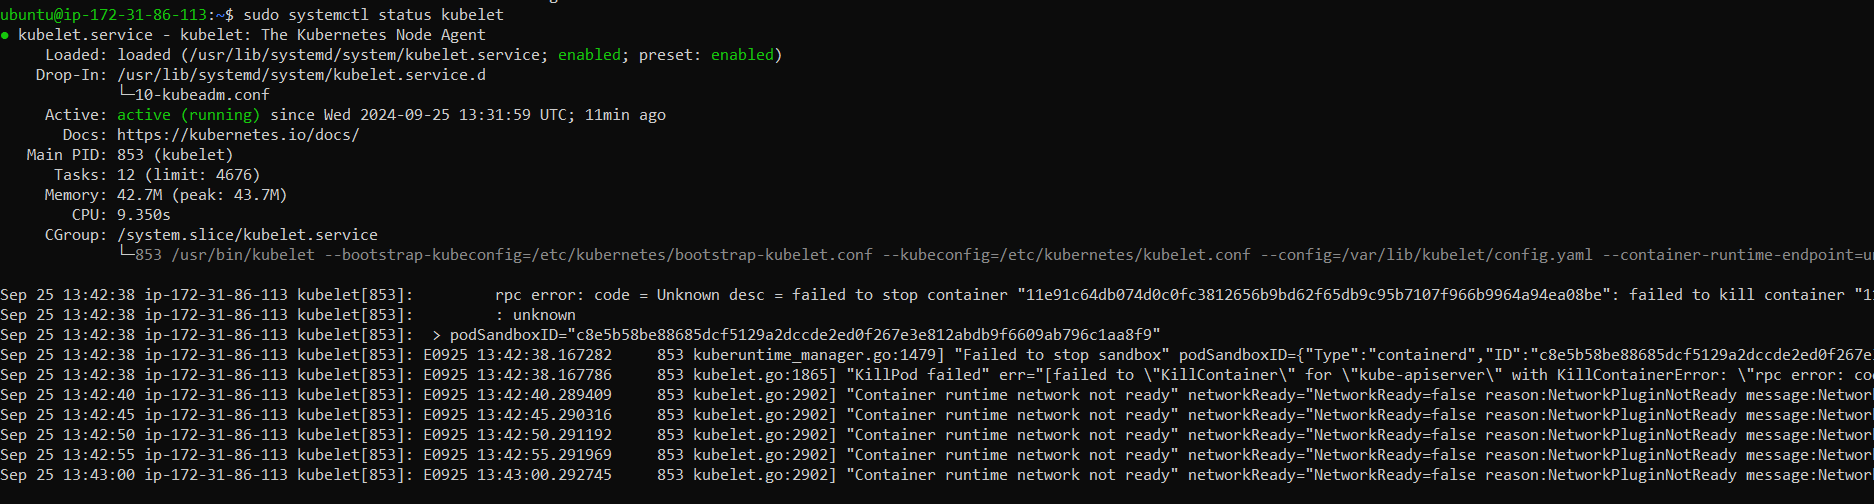 ubuntu@ip-172-31-86-113:~$ sudo systemctl status kubelet
● kubelet.service - kubelet: The Kubernetes Node Agent
Loaded: loaded (/usr/lib/systemd/system/kubelet.service; enabled; preset: enabled)
Drop-In: /usr/lib/systemd/system/kubelet.service.d
└─10-kubeadm.conf
Active: active (running) since Wed 2024-09-25 13:31:59 UTC; 11min ago
Docs: https://kubernetes.io/docs/
Main PID: 853 (kubelet)
Tasks: 12 (limit: 4676)
Memory: 42.7M (peak: 43.7M)
CPU: 9.350s
CGroup: /system.slice/kubelet.service
└─853 /usr/bin/kubelet --bootstrap-kubeconfig=/etc/kubernetes/bootstrap-kubelet.conf --kubeconfig=/etc/kubernetes/kubelet.conf --config=/var/lib/kubelet/config.yaml --container-runtime-endpoint=un
Sep 25 13:42:38 ip-172-31-86-113 kubelet[853]:         rpc error: code = Unknown desc = failed to stop container "11e91c64db074d0c0fc3812656b9bd62f65db9c95b7107f966b9964a94ea08be": failed to kill container "11
Sep 25 13:42:38 ip-172-31-86-113 kubelet[853]:         : unknown
Sep 25 13:42:38 ip-172-31-86-113 kubelet[853]:  > podSandboxID="c8e5b58be88685dcf5129a2dccde2ed0f267e3e812abdb9f6609ab796c1aa8f9"
Sep 25 13:42:38 ip-172-31-86-113 kubelet[853]: E0925 13:42:38.167282     853 kuberuntime_manager.go:1479] "Failed to stop sandbox" podSandboxID={"Type":"containerd","ID":"c8e5b58be88685dcf5129a2dccde2ed0f267e
Sep 25 13:42:38 ip-172-31-86-113 kubelet[853]: E0925 13:42:38.167786     853 kubelet.go:1865] "KillPod failed" err="[failed to \"KillContainer\" for \"kube-apiserver\" with KillContainerError: \"rpc error: cod
Sep 25 13:42:40 ip-172-31-86-113 kubelet[853]: E0925 13:42:40.289409     853 kubelet.go:2902] "Container runtime network not ready" networkReady="NetworkReady=false reason:NetworkPluginNotReady message:Networ
Sep 25 13:42:45 ip-172-31-86-113 kubelet[853]: E0925 13:42:45.290316     853 kubelet.go:2902] "Container runtime network not ready" networkReady="NetworkReady=false reason:NetworkPluginNotReady message:Networ
Sep 25 13:42:50 ip-172-31-86-113 kubelet[853]: E0925 13:42:50.291192     853 kubelet.go:2902] "Container runtime network not ready" networkReady="NetworkReady=false reason:NetworkPluginNotReady message:Networ
Sep 25 13:42:55 ip-172-31-86-113 kubelet[853]: E0925 13:42:55.291969     853 kubelet.go:2902] "Container runtime network not ready" networkReady="NetworkReady=false reason:NetworkPluginNotReady message:Networ
Sep 25 13:43:00 ip-172-31-86-113 kubelet[853]: E0925 13:43:00.292745     853 kubelet.go:2902] "Container runtime network not ready" networkReady="NetworkReady=false reason:NetworkPluginNotReady message:Networ